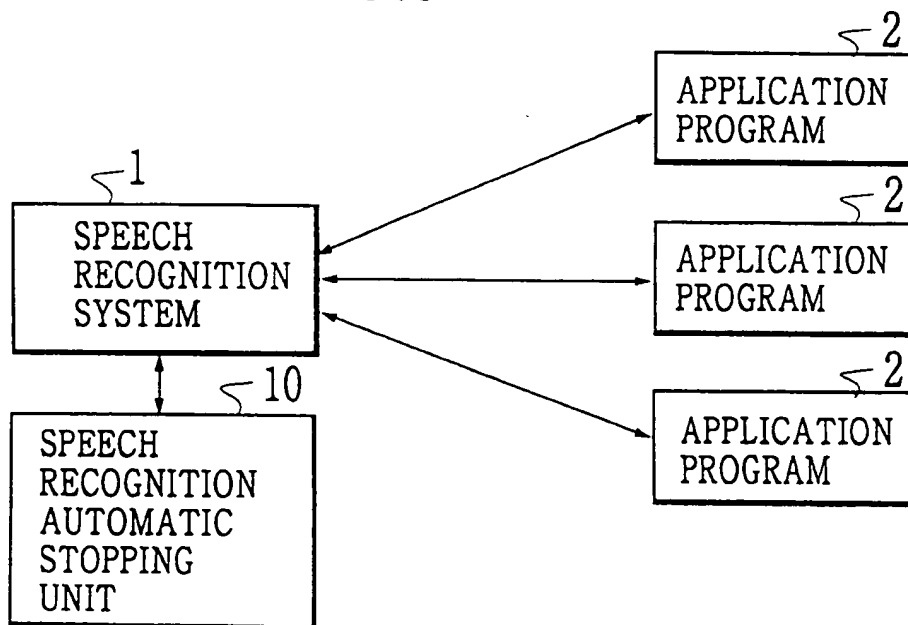 1
SPEECH
RECOGNITION
SYSTEM
10
SPEECH
RECOGNITION
AUTOMATIC
STOPPING
UNIT
2
APPLICATION
PROGRAM
2
APPLICATION
PROGRAM
2
APPLICATION
PROGRAM